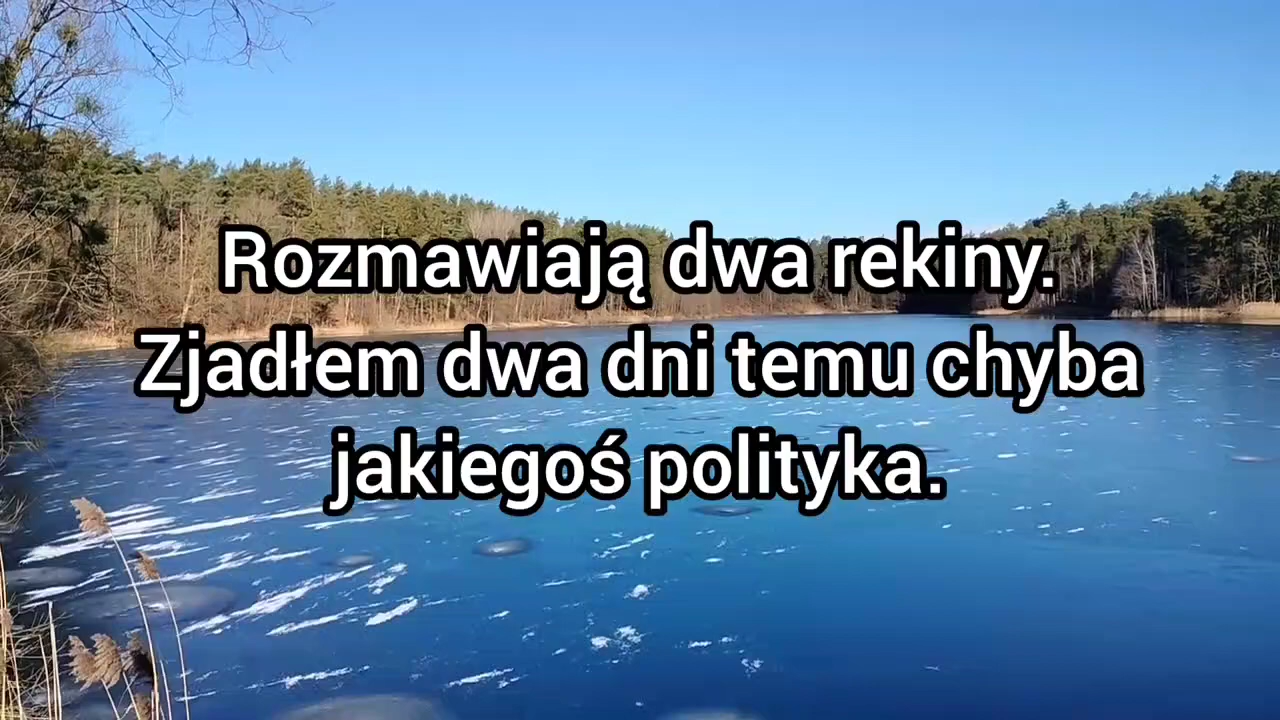 Rozmawiają dwa rekiny.
Zjadłem dwa dni temu chyba
jakiegoś polityka.